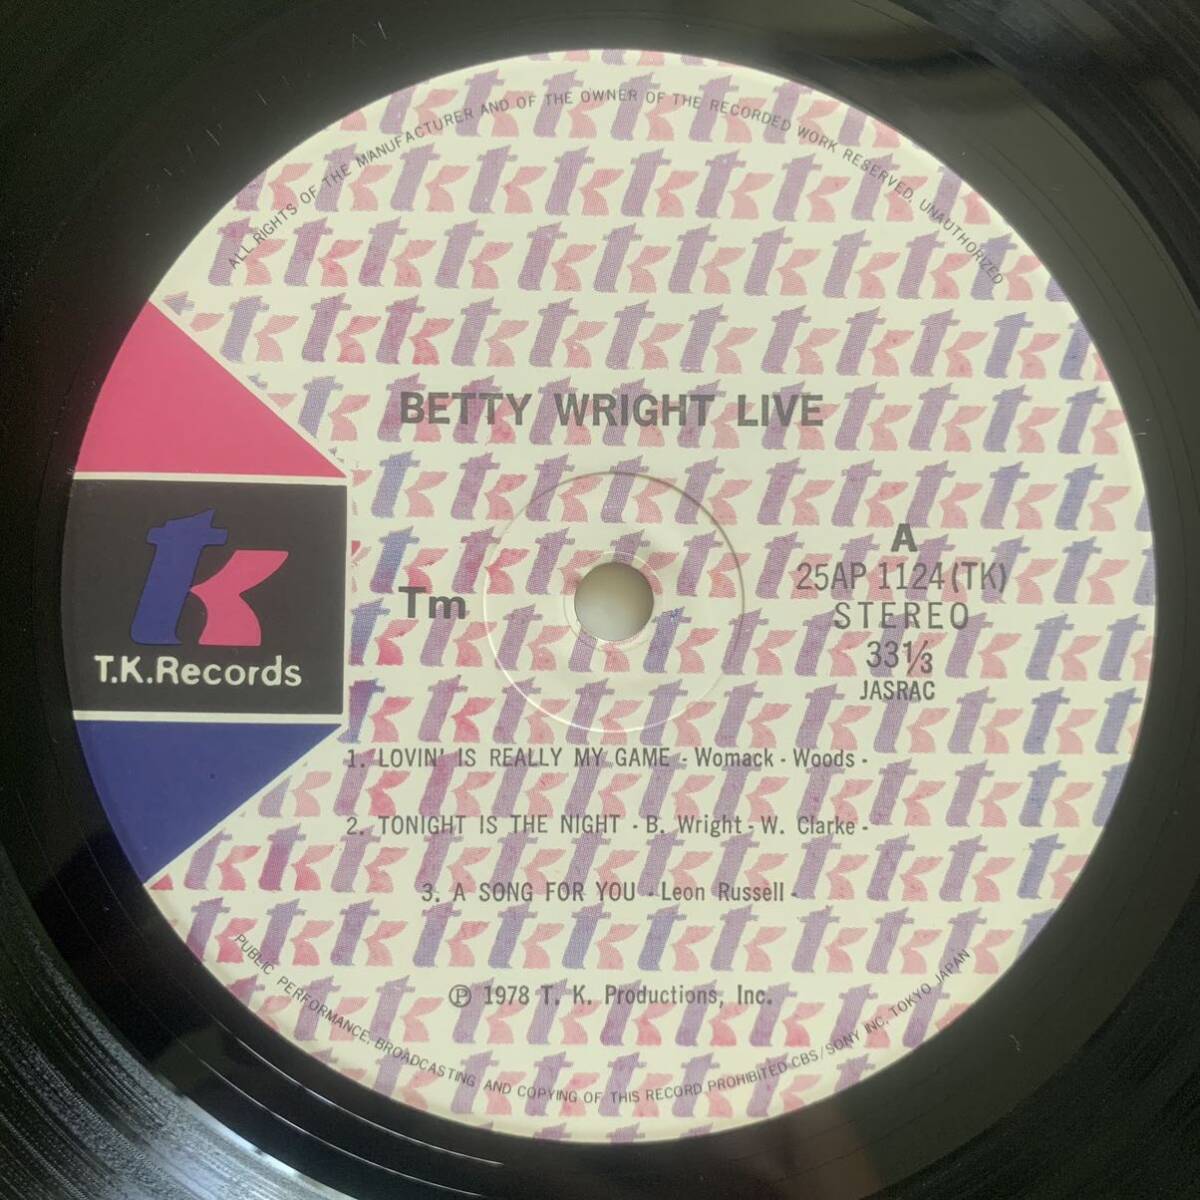 ALL RIGHTS OF THE MANUFACTURER AND OF THE OWNER OF THE RECORDED WORK RESERVED. UNAUTHORIZED
BETTY WRIGHT LIVE
tk
T.K.Records
Tm
A
25AP 1124(TK)
STEREO
33⅓
JASRAC
1. LOVIN' IS REALLY MY GAME - Womack - Woods -
2. TONIGHT IS THE NIGHT - B. Wright - W. Clarke -
3. A SONG FOR YOU - Leon Russell -
℗ 1978 T. K. Productions, Inc.
PUBLIC PERFORMANCE, BROADCASTING AND COPYING OF THIS RECORD PROHIBITED CBS/SONY INC. TOKYO JAPAN